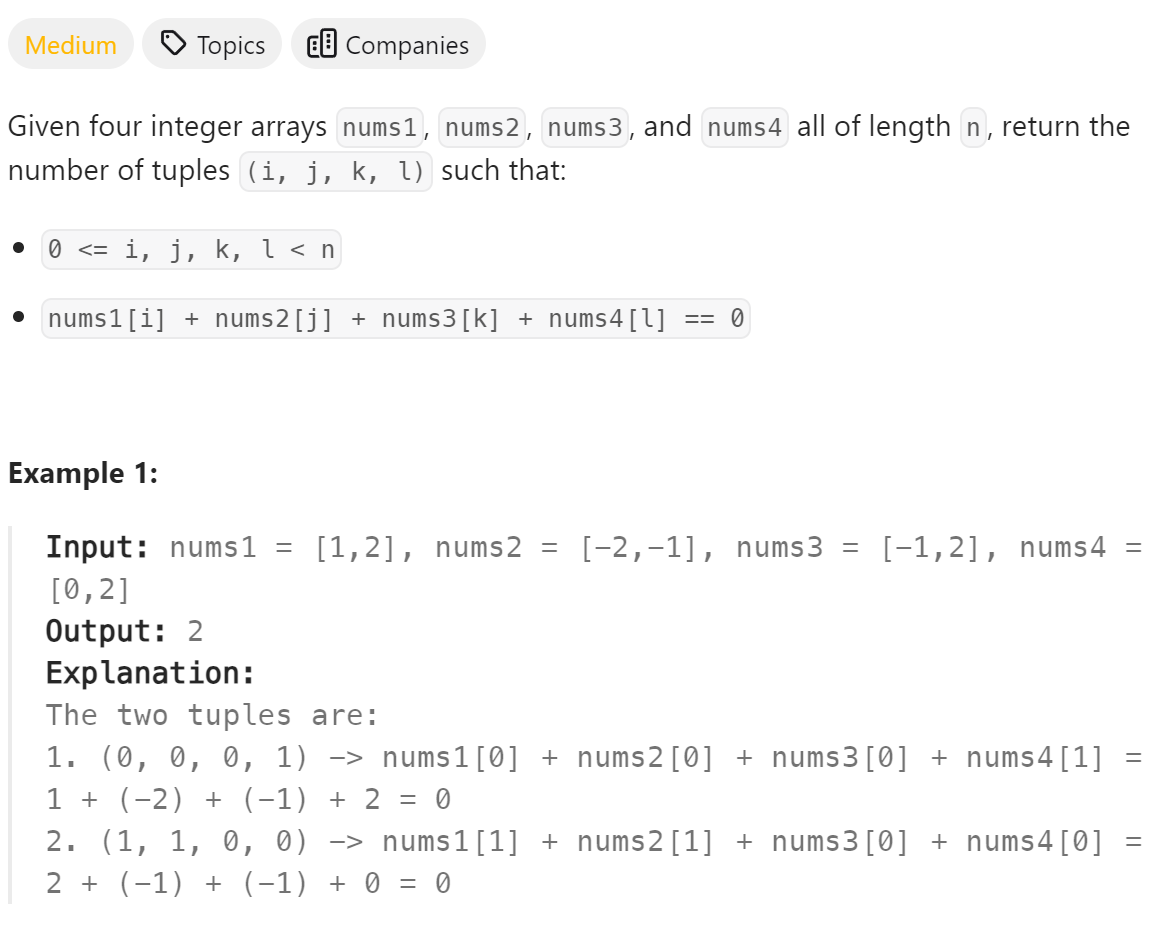 Medium Topics Companies
Given four integer arrays nums1, nums2, nums3, and nums4 all of length n, return the
number of tuples (i, j, k, l) such that:
• 0 <= i, j, k, l < n
• nums1[i] + nums2[j] + nums3[k] + nums4[l] == 0
Example 1:
Input: nums1 = [1,2], nums2 = [-2,-1], nums3 = [-1,2], nums4 =
[0,2]
Output: 2
Explanation:
The two tuples are:
1. (0, 0, 0, 1) -> nums1[0] + nums2[0] + nums3[0] + nums4[1] =
1 + (-2) + (-1) + 2 = 0
2. (1, 1, 0, 0) -> nums1[1] + nums2[1] + nums3[0] + nums4[0] =
2 + (-1) + (-1) + 0 = 0